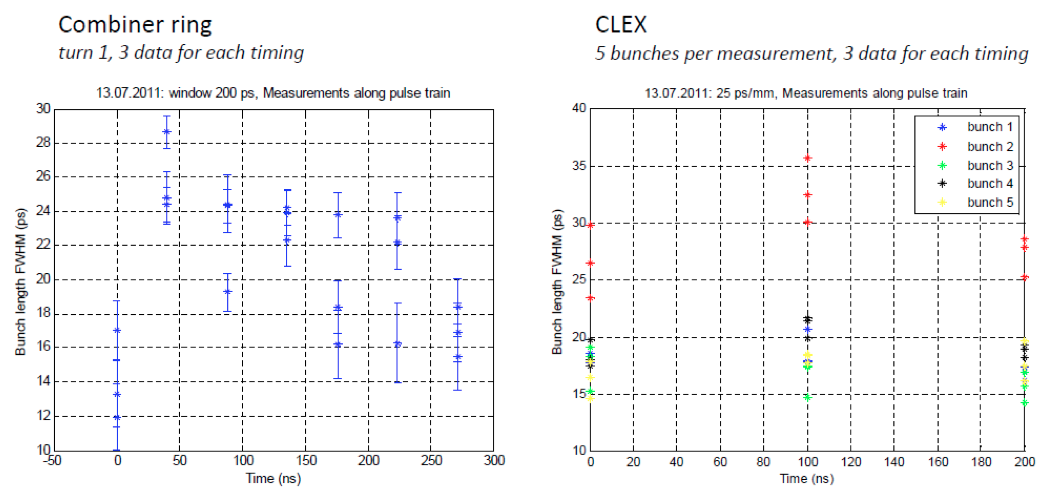 Combiner ring
turn 1, 3 data for each timing
13.07.2011: window 200 ps, Measurements along pulse train
Bunch length FWHM (ps)
30
28
26
24
22
20
18
16
14
12
10
-50
0
50
100
150
200
250
300
Time (ns)
CLEX
5 bunches per measurement, 3 data for each timing
13.07.2011: 25 ps/mm, Measurements along pulse train
Bunch length FWHM (ps)
40
35
30
25
20
15
10
0
20
40
60
80
100
120
140
160
180
200
Time (ns)
bunch 1
bunch 2
bunch 3
bunch 4
bunch 5